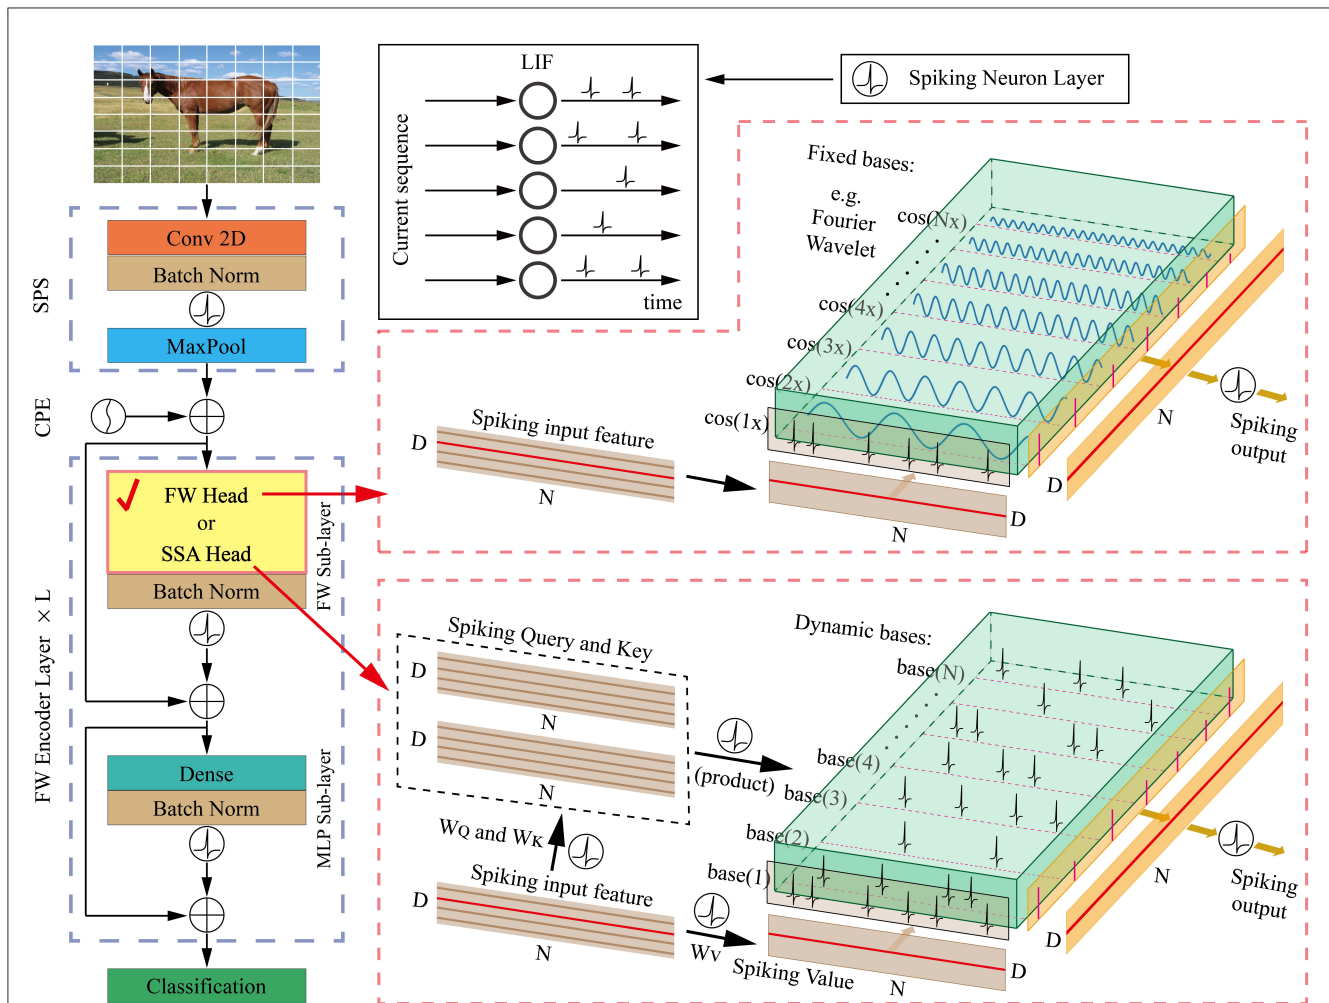 SPS
Conv 2D
Batch Norm
MaxPool
CPE
FW Encoder Layer × L
FW Head
or
SSA Head
Batch Norm
FW Sub-layer
Dense
Batch Norm
MLP Sub-layer
Classification
LIF
Current sequence
time
Spiking Neuron Layer
Fixed bases:
e.g.
Fourier
Wavelet
cos(Nx)
cos(4x)
cos(3x)
cos(2x)
cos(1x)
Spiking input feature
D
N
D
N
N
D
Spiking
output
Spiking Query and Key
D
N
D
N
(product)
WQ and WK
Spiking input feature
D
N
WV
Spiking Value
Dynamic bases:
base(N)
base(4)
base(3)
base(2)
base(1)
D
N
N
D
Spiking
output